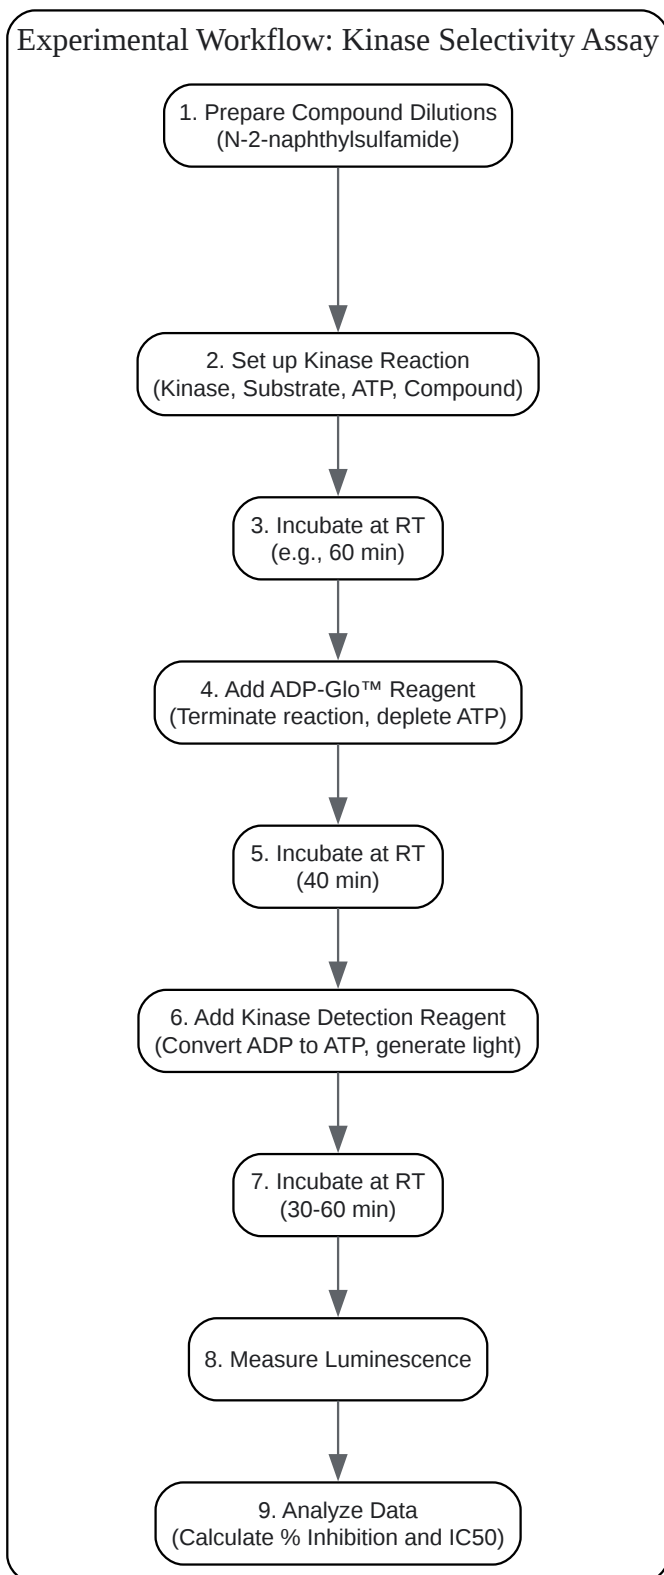 Experimental Workflow: Kinase Selectivity Assay
1. Prepare Compound Dilutions
(N-2-naphthylsulfamide)
2. Set up Kinase Reaction
(Kinase, Substrate, ATP, Compound)
3. Incubate at RT
(e.g., 60 min)
4. Add ADP-Glo™ Reagent
(Terminate reaction, deplete ATP)
5. Incubate at RT
(40 min)
6. Add Kinase Detection Reagent
(Convert ADP to ATP, generate light)
7. Incubate at RT
(30-60 min)
8. Measure Luminescence
9. Analyze Data
(Calculate % Inhibition and IC50)